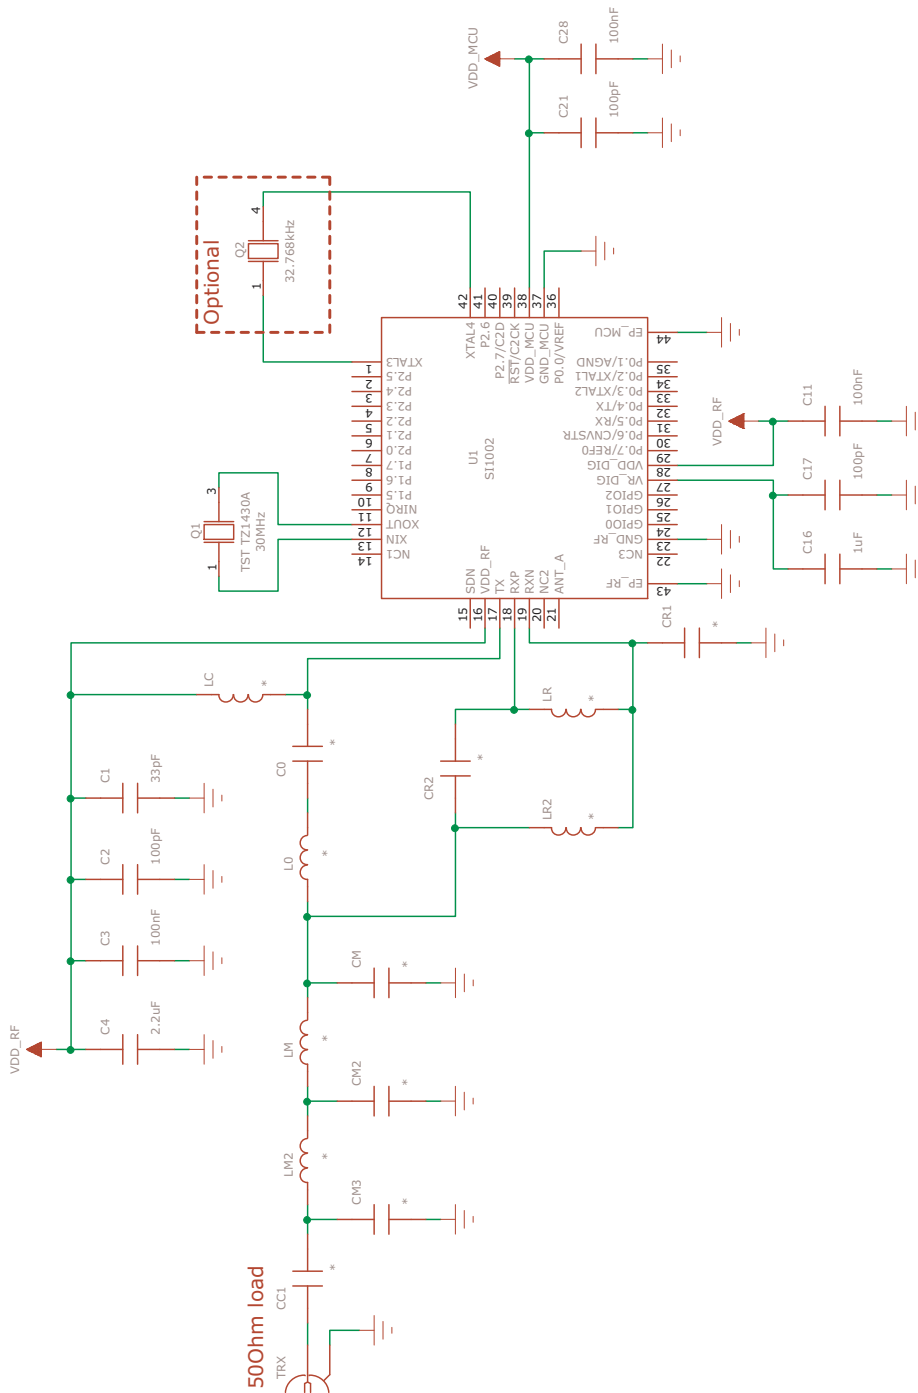 VDD_MCU
C28
100nF
C21
100pF
Optional
Q2
32.768kHz
1
4
Q1
TST TZ1430A
30MHz
1
3
U1
SI1002
XTAL4 42
P2.6 41
P2.7/C2D 40
RST/C2CK 39
VDD_MCU 38
GND_MCU 37
P0.0/VREF 36
XTAL3 1
P2.5 2
P2.4 3
P2.3 4
P2.2 5
P2.1 6
P2.0 7
P1.7 8
P1.6 9
P1.5 10
NIRQ 11
XOUT 12
XIN 13
NC1 14
EP_MCU 44
P0.1/AGND 35
P0.2/XTAL1 34
P0.3/XTAL2 33
P0.4/TX 32
P0.5/RX 31
P0.6/CNVSTR 30
P0.7/REF0 29
VDD_DIG 28
VR_DIG 27
GPIO2 26
GPIO1 25
GPIO0 24
GND_RF 23
NC3 22
EP_RF 43
SDN 15
VDD_RF 16
TX 17
RXP 18
RXN 19
NC2 20
ANT_A 21
VDD_RF
C11
100nF
C17
100pF
C16
1uF
CR1
*
LC
*
C0
*
LR
*
CR2
*
LR2
*
L0
*
C1
33pF
C2
100pF
C3
100nF
C4
2.2uF
VDD_RF
CM
*
LM
*
CM2
*
LM2
*
CM3
*
CC1
*
50Ohm load
TRX